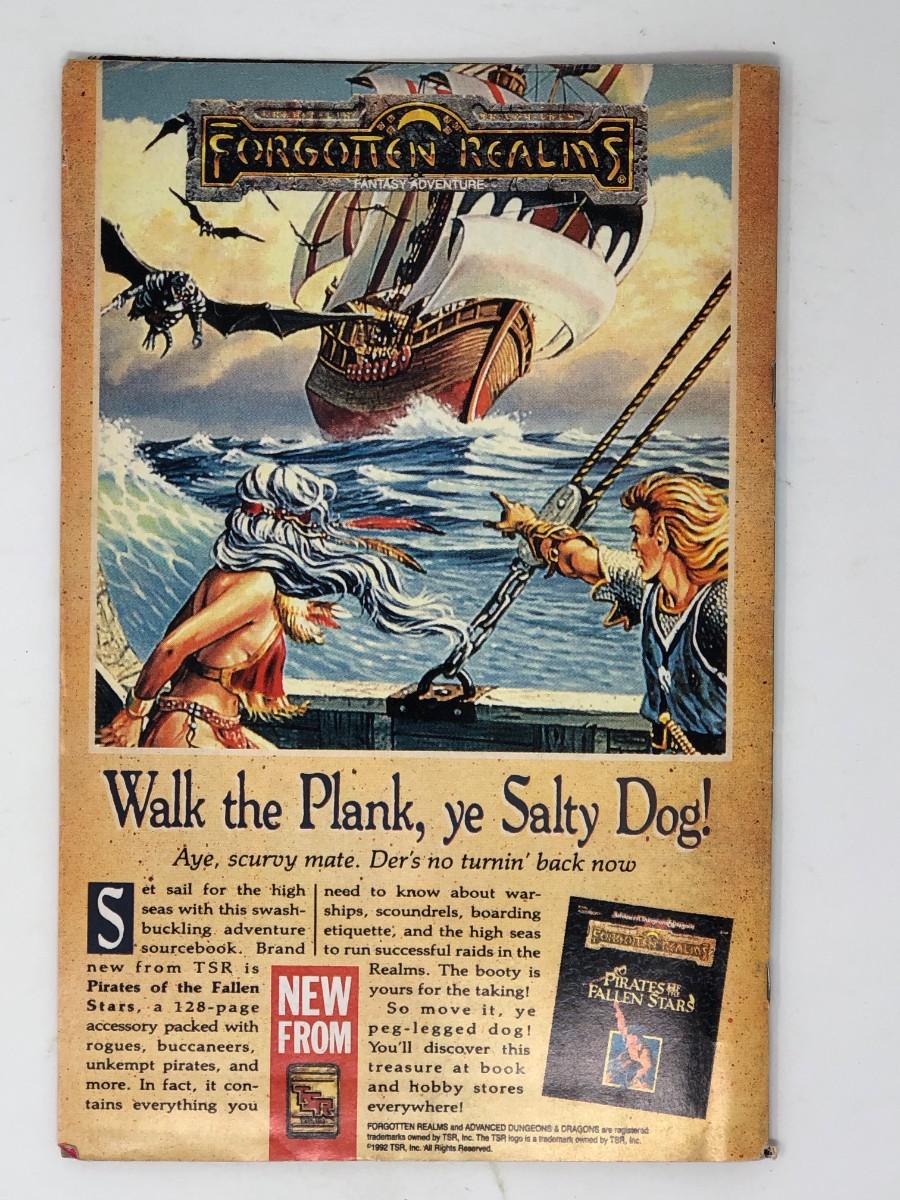 ADVANCED DUNGEONS & DRAGONS
FORGOTTEN REALMS®
FANTASY ADVENTURE
Walk the Plank, ye Salty Dog!
Aye, scurvy mate. Der's no turnin' back now
Set sail for the high
seas with this swash-
buckling adventure
sourcebook. Brand
new from TSR is
Pirates of the Fallen
Stars, a 128-page
accessory packed with
rogues, buccaneers,
unkempt pirates, and
more. In fact, it con-
tains everything you
need to know about war-
ships, scoundrels, boarding
etiquette, and the high seas
to run successful raids in the
Realms. The booty is
yours for the taking!
So move it, ye
peg-legged dog!
You'll discover this
treasure at book
and hobby stores
everywhere!
NEW
FROM
TSR
Advanced Dungeons & Dragons
FORGOTTEN REALMS
PIRATES OF THE
FALLEN STARS
FORGOTTEN REALMS and ADVANCED DUNGEONS & DRAGONS are registered
trademarks owned by TSR, Inc. The TSR logo is a trademark owned by TSR, Inc.
©1992 TSR, Inc. All Rights Reserved.